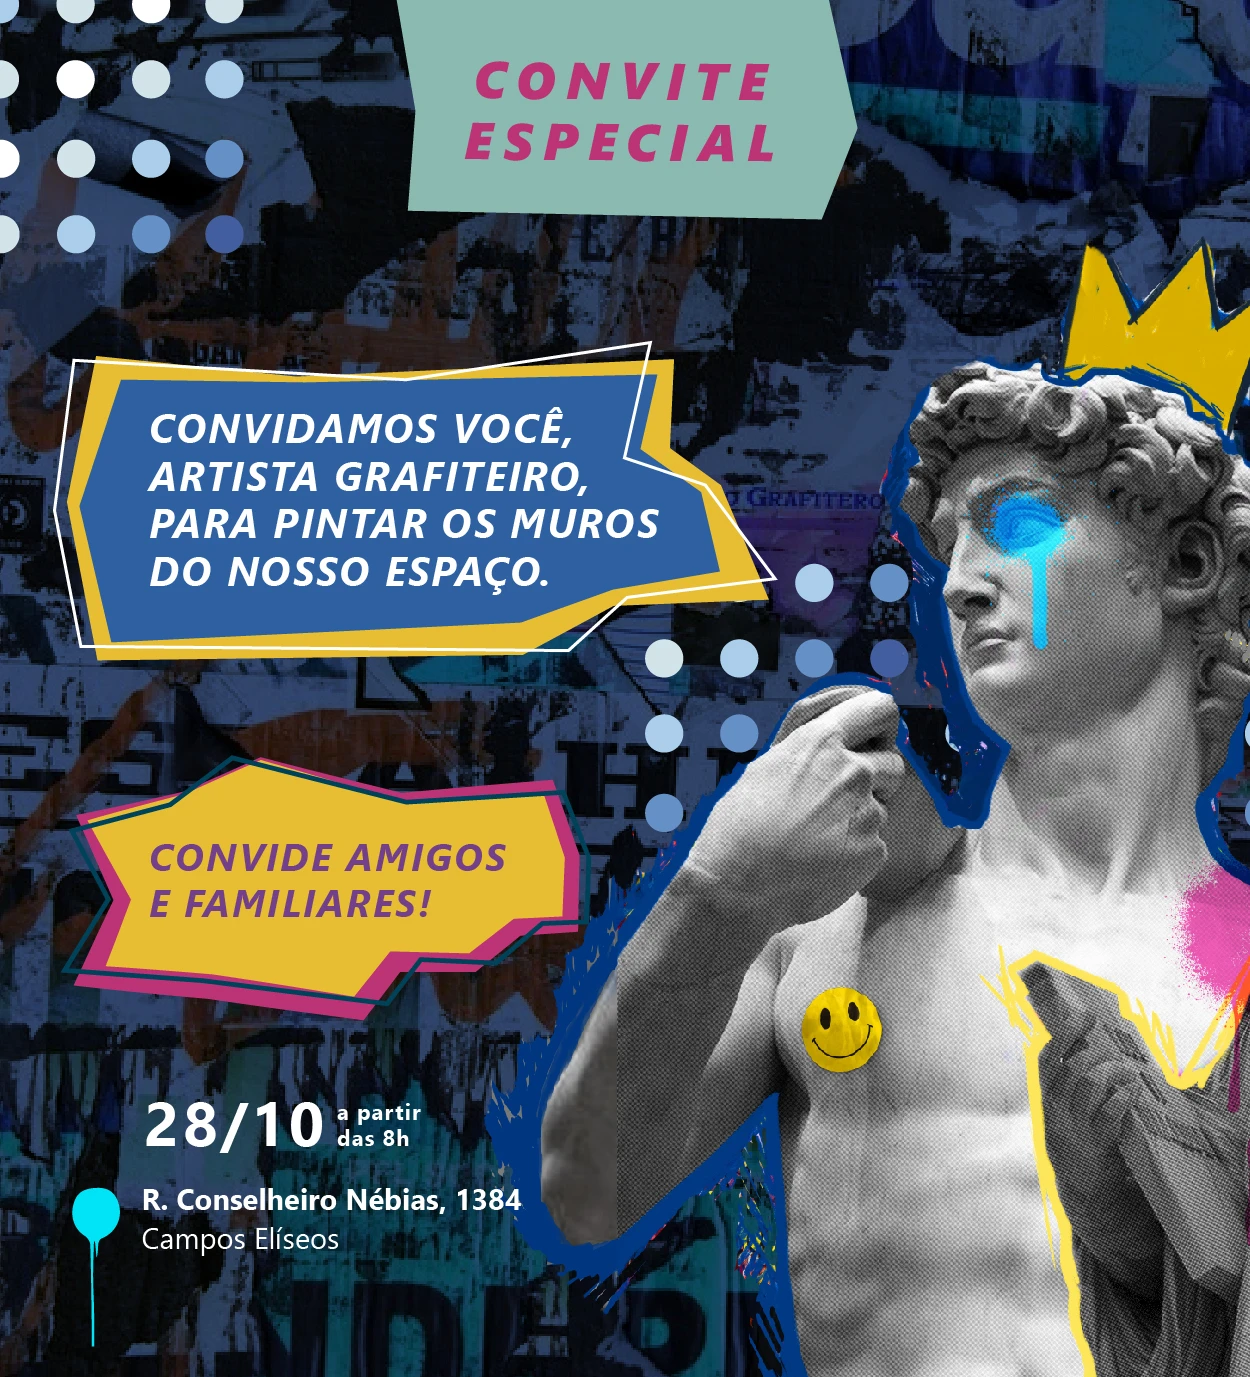 CONVITE
ESPECIAL
CONVIDAMOS VOCÊ,
ARTISTA GRAFITEIRO,
PARA PINTAR OS MUROS
DO NOSSO ESPAÇO.
GRAFITERO
CONVIDE AMIGOS
E FAMILIARES!
28/10 a partir
das 8h
R. Conselheiro Nébias, 1384
Campos Elíseos